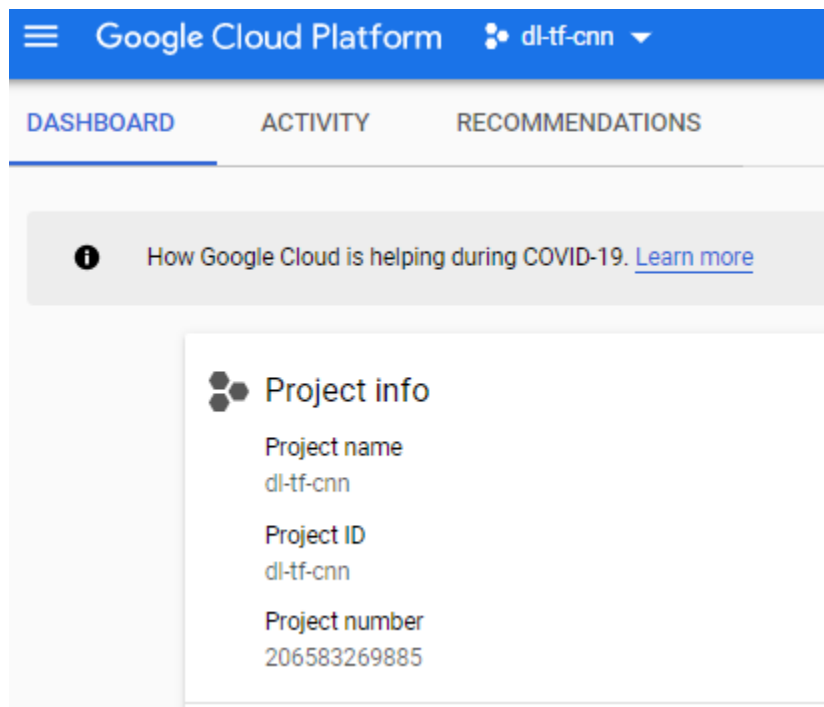 Google Cloud Platform dl-tf-cnn
DASHBOARD ACTIVITY RECOMMENDATIONS
How Google Cloud is helping during COVID-19. Learn more
Project info
Project name
dl-tf-cnn
Project ID
dl-tf-cnn
Project number
206583269885